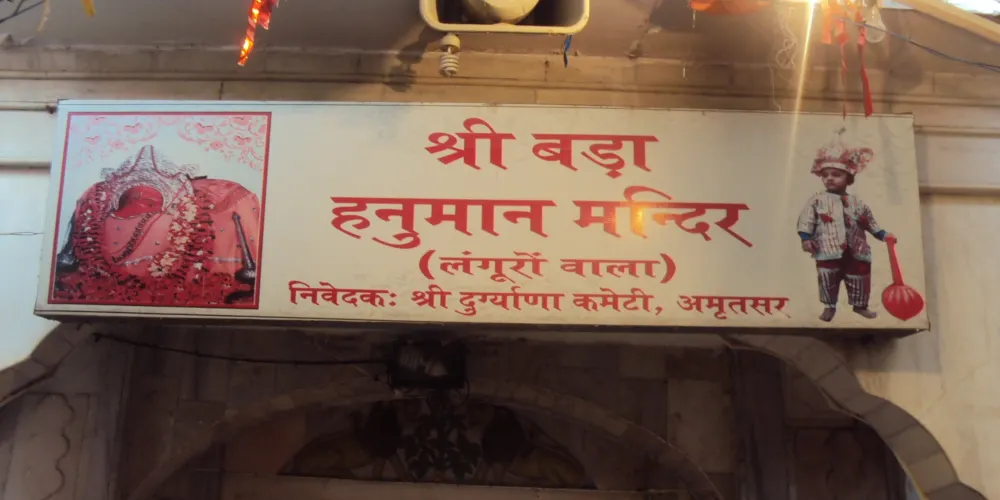 श्री बड़ा
हनुमान मन्दिर
(लंगूरों वाला)
निवेदकः श्री दुर्ग्याणा कमेटी, अमृतसर